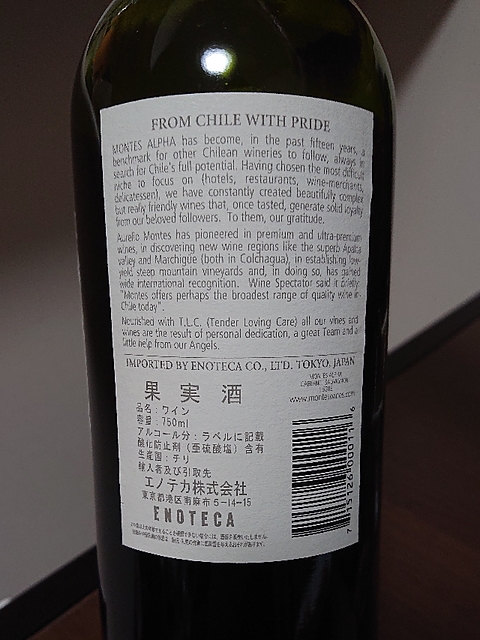 FROM CHILE WITH PRIDE
MONTES ALPHA has become, in the past fifteen years, a
benchmark for other Chilean wineries to follow, always in
search for Chile's full potential. Having chosen the most difficult
niche to focus on (hotels, restaurants, wine-merchants,
delicatessen), we have constantly created beautifully complex
but really friendly wines that, once tasted, generate solid loyalty
from our beloved followers. To them, our gratitude.
Aurelio Montes has pioneered in premium and ultra-premium
wines, in discovering new wine regions like the superb Apalta
valley and Marchigüe (both in Colchagua), in establishing low-
yield steep mountain vineyards and, in doing so, has gained
wide international recognition. Wine Spectator said it briefly:
"Montes offers perhaps the broadest range of quality wine in
Chile today".
Nourished with T.L.C. (Tender Loving Care) all our vines and
wines are the result of personal dedication, a great Team and a
little help from our Angels.
IMPORTED BY ENOTECA CO., LTD. TOKYO, JAPAN
MONTES ALPHA
CABERNET SAUVIGNON
www.monteswines.com
果実酒
品名：ワイン
容量：750ml
アルコール分：ラベルに記載
酸化防止剤（亜硫酸塩）含有
生産国：チリ
輸入者及び引取先
エノテカ株式会社
東京都港区南麻布5-14-15
ENOTECA